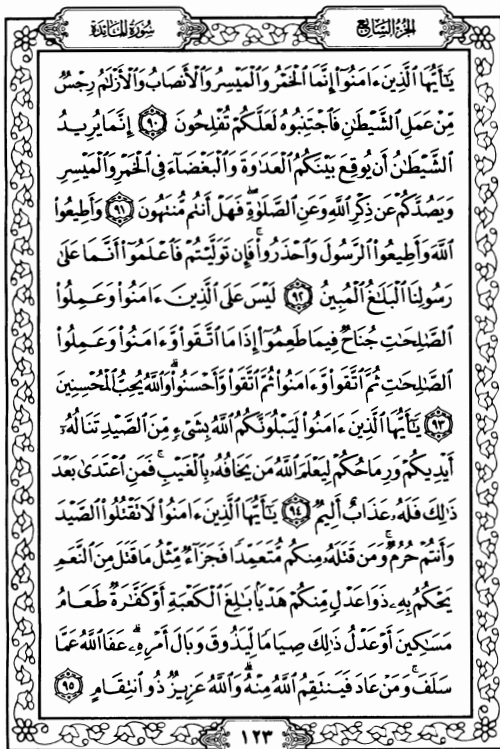 الجزء السابع
سورة المائدة
يَٰٓأَيُّهَا ٱلَّذِينَ ءَامَنُوٓا۟ إِنَّمَا ٱلْخَمْرُ وَٱلْمَيْسِرُ وَٱلْأَنصَابُ وَٱلْأَزْلَٰمُ رِجْسٌ
مِّنْ عَمَلِ ٱلشَّيْطَٰنِ فَٱجْتَنِبُوهُ لَعَلَّكُمْ تُفْلِحُونَ ٩٠ إِنَّمَا يُرِيدُ
ٱلشَّيْطَٰنُ أَن يُوقِعَ بَيْنَكُمُ ٱلْعَدَٰوَةَ وَٱلْبَغْضَآءَ فِى ٱلْخَمْرِ وَٱلْمَيْسِرِ
وَيَصُدَّكُمْ عَن ذِكْرِ ٱللَّهِ وَعَنِ ٱلصَّلَوٰةِ ۖ فَهَلْ أَنتُم مُّنتَهُونَ ٩١ وَأَطِيعُوا۟
ٱللَّهَ وَأَطِيعُوا۟ ٱلرَّسُولَ وَٱحْذَرُوا۟ ۚ فَإِن تَوَلَّيْتُمْ فَٱعْلَمُوٓا۟ أَنَّمَا عَلَىٰ
رَسُولِنَا ٱلْبَلَٰغُ ٱلْمُبِينُ ٩٢ لَيْسَ عَلَى ٱلَّذِينَ ءَامَنُوا۟ وَعَمِلُوا۟
ٱلصَّٰلِحَٰتِ جُنَاحٌ فِيمَا طَعِمُوٓا۟ إِذَا مَا ٱتَّقَوا۟ وَّءَامَنُوا۟ وَعَمِلُوا۟
ٱلصَّٰلِحَٰتِ ثُمَّ ٱتَّقَوا۟ وَّءَامَنُوا۟ ثُمَّ ٱتَّقَوا۟ وَّأَحْسَنُوا۟ ۗ وَٱللَّهُ يُحِبُّ ٱلْمُحْسِنِينَ
٩٣ يَٰٓأَيُّهَا ٱلَّذِينَ ءَامَنُوا۟ لَيَبْلُوَنَّكُمُ ٱللَّهُ بِشَىْءٍ مِّنَ ٱلصَّيْدِ تَنَالُهُۥٓ
أَيْدِيكُمْ وَرِمَاحُكُمْ لِيَعْلَمَ ٱللَّهُ مَن يَخَافُهُۥ بِٱلْغَيْبِ ۚ فَمَنِ ٱعْتَدَىٰ بَعْدَ
ذَٰلِكَ فَلَهُۥ عَذَابٌ أَلِيمٌ ٩٤ يَٰٓأَيُّهَا ٱلَّذِينَ ءَامَنُوا۟ لَا تَقْتُلُوا۟ ٱلصَّيْدَ
وَأَنتُمْ حُرُمٌ ۚ وَمَن قَتَلَهُۥ مِنكُم مُّتَعَمِّدًا فَجَزَآءٌ مِّثْلُ مَا قَتَلَ مِنَ ٱلنَّعَمِ
يَحْكُمُ بِهِۦ ذَوَا عَدْلٍ مِّنكُمْ هَدْيًۢا بَٰلِغَ ٱلْكَعْبَةِ أَوْ كَفَّٰرَةٌ طَعَامُ
مَسَٰكِينَ أَوْ عَدْلُ ذَٰلِكَ صِيَامًا لِّيَذُوقَ وَبَالَ أَمْرِهِۦ ۗ عَفَا ٱللَّهُ عَمَّا
سَلَفَ ۚ وَمَنْ عَادَ فَيَنتَقِمُ ٱللَّهُ مِنْهُ ۗ وَٱللَّهُ عَزِيزٌ ذُو ٱنتِقَامٍ ٩٥
١٢٣